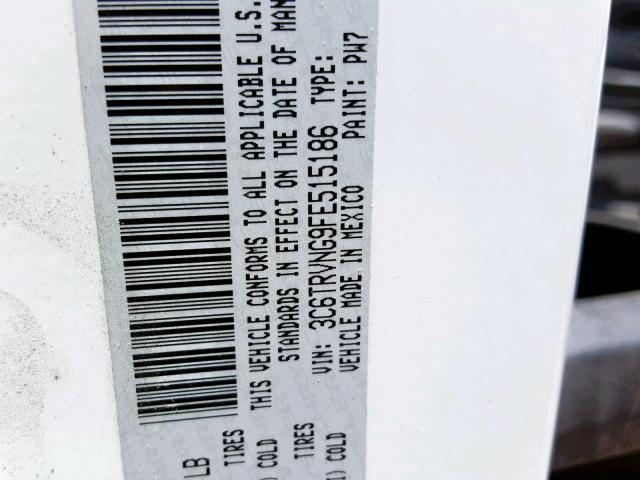 THIS VEHICLE CONFORMS TO ALL APPLICABLE U.S.
STANDARDS IN EFFECT ON THE DATE OF MAN
VIN: 3C6TRVNG9FE515186 TYPE:
VEHICLE MADE IN MEXICO PAINT: PW7
LB
TIRES
) COLD
TIRES
I) COLD